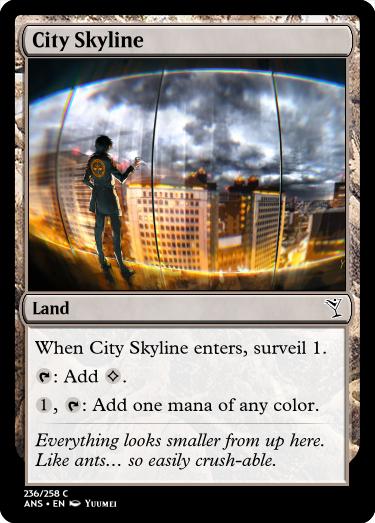 City Skyline
Land
When City Skyline enters, surveil 1.
: Add .
1, : Add one mana of any color.
Everything looks smaller from up here.
Like ants... so easily crush-able.
236/258 C
ANS • EN Yuumei